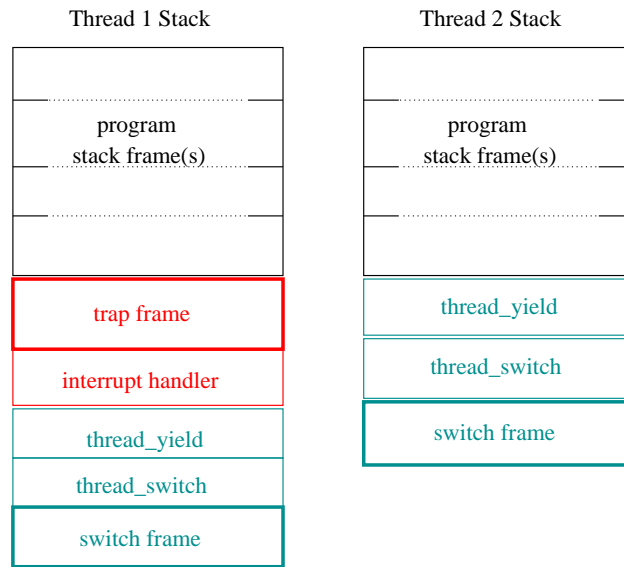 Thread 1 Stack
program
stack frame(s)
trap frame
interrupt handler
thread_yield
thread_switch
switch frame
Thread 2 Stack
program
stack frame(s)
thread_yield
thread_switch
switch frame